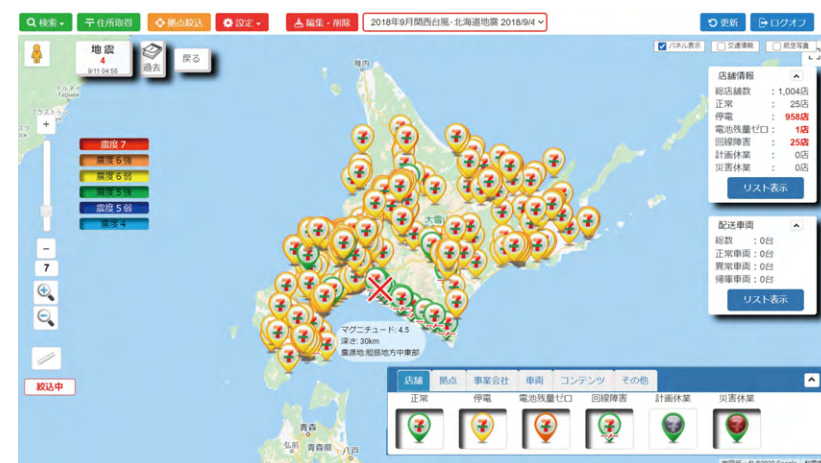 検索
〒住所取得
拠点絞込
設定
編集・削除
2018年9月関西台風・北海道地震 2018/9/4
更新
ログオフ
地震
4
9/11 04:58
過去
戻る
パネル表示
交通情報
航空写真
稚内
店舗情報
総店舗数 : 1,004店
正常 : 25店
停電 : 958店
電池残量ゼロ : 1店
回線障害 : 25店
計画休業 : 0店
災害休業 : 0店
リスト表示
震度7
震度6強
震度6弱
震度5強
震度5弱
震度4
配送車両
総数 : 0台
正常車両 : 0台
異常車両 : 0台
帰庫車両 : 0台
リスト表示
7
マグニチュード: 4.5
深さ: 30km
震源地:胆振地方中東部
絞込中
店舗
拠点
事業会社
車両
コンテンツ
その他
正常
停電
電池残量ゼロ
回線障害
計画休業
災害休業
青森
弘前
青森県
八戸